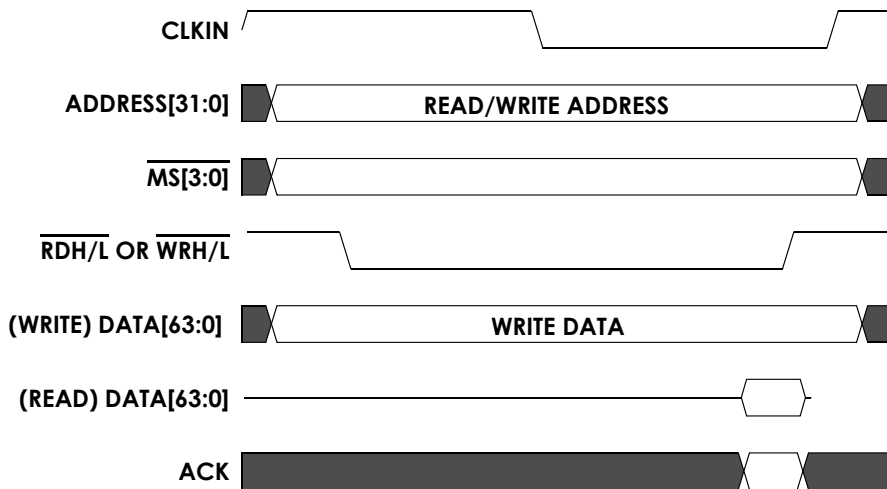 CLKIN
ADDRESS[31:0]
READ/WRITE ADDRESS
MS[3:0]
RDH/L OR WRH/L
(WRITE) DATA[63:0]
WRITE DATA
(READ) DATA[63:0]
ACK